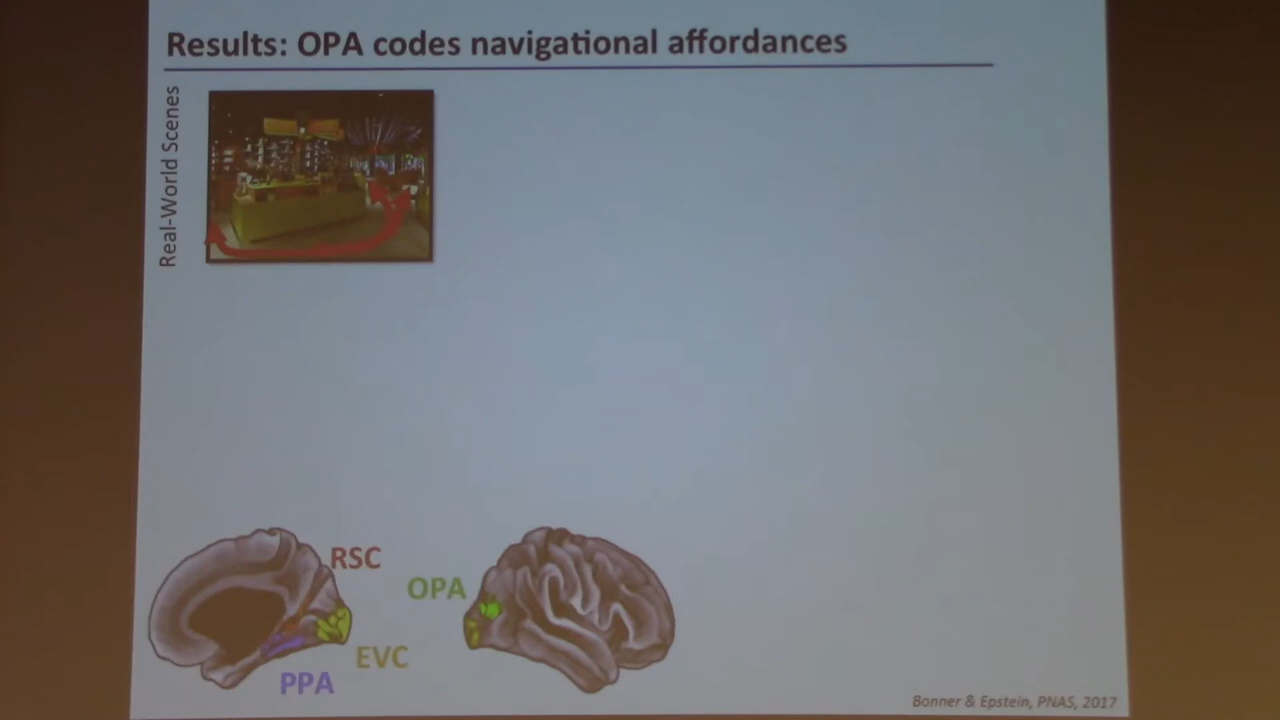 Results: OPA codes navigational affordances
Real-World Scenes
RSC
OPA
EVC
PPA
Bonner & Epstein, PNAS, 2017